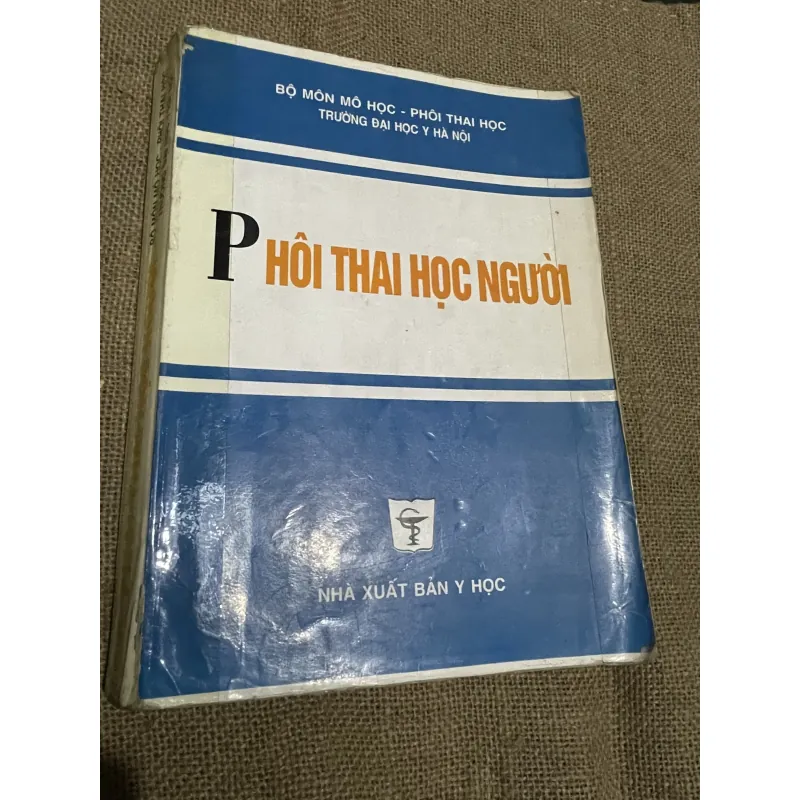 BỘ MÔN MÔ HỌC - PHÔI THAI HỌC
TRƯỜNG ĐẠI HỌC Y HÀ NỘI
PHÔI THAI HỌC NGƯỜI
NHÀ XUẤT BẢN Y HỌC